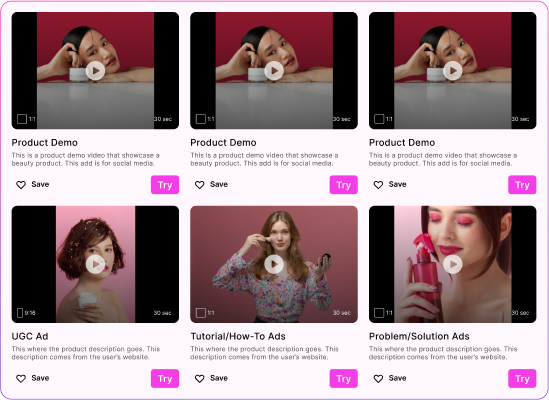 1:1 30 sec
1:1 30 sec
1:1 30 sec
Product Demo
Product Demo
Product Demo
This is a product demo video that showcase a
beauty product. This add is for social media.
This is a product demo video that showcase a
beauty product. This add is for social media.
This is a product demo video that showcase a
beauty product. This add is for social media.
Save Try
Save Try
Save Try
9:16 30 sec
1:1 30 sec
1:1 30 sec
UGC Ad
Tutorial/How-To Ads
Problem/Solution Ads
This where the product description goes. This
description comes from the user's website.
This where the product description goes. This
description comes from the user's website.
This where the product description goes. This
description comes from the user's website.
Save Try
Save Try
Save Try